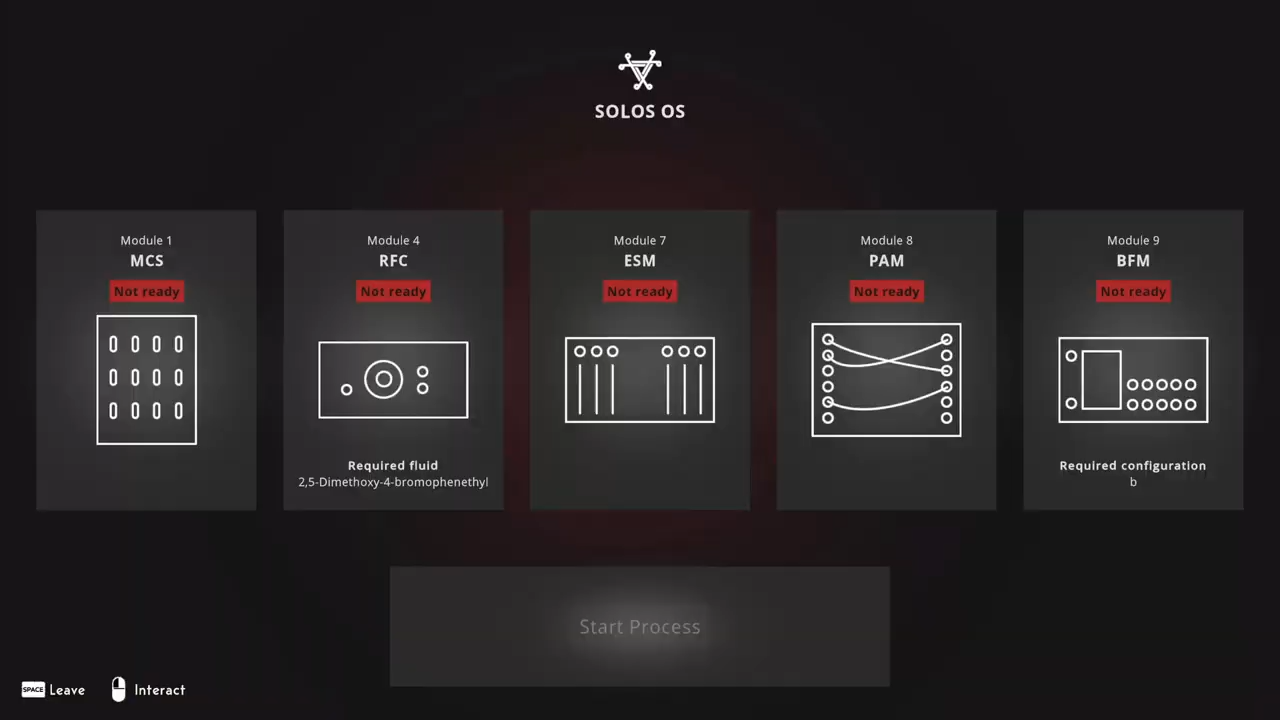 SOLOS OS
Module 1
MCS
Not ready
Module 4
RFC
Not ready
Required fluid
2,5-Dimethoxy-4-bromophenethyl
Module 7
ESM
Not ready
Module 8
PAM
Not ready
Module 9
BFM
Not ready
Required configuration
b
Start Process
SPACE Leave
Interact